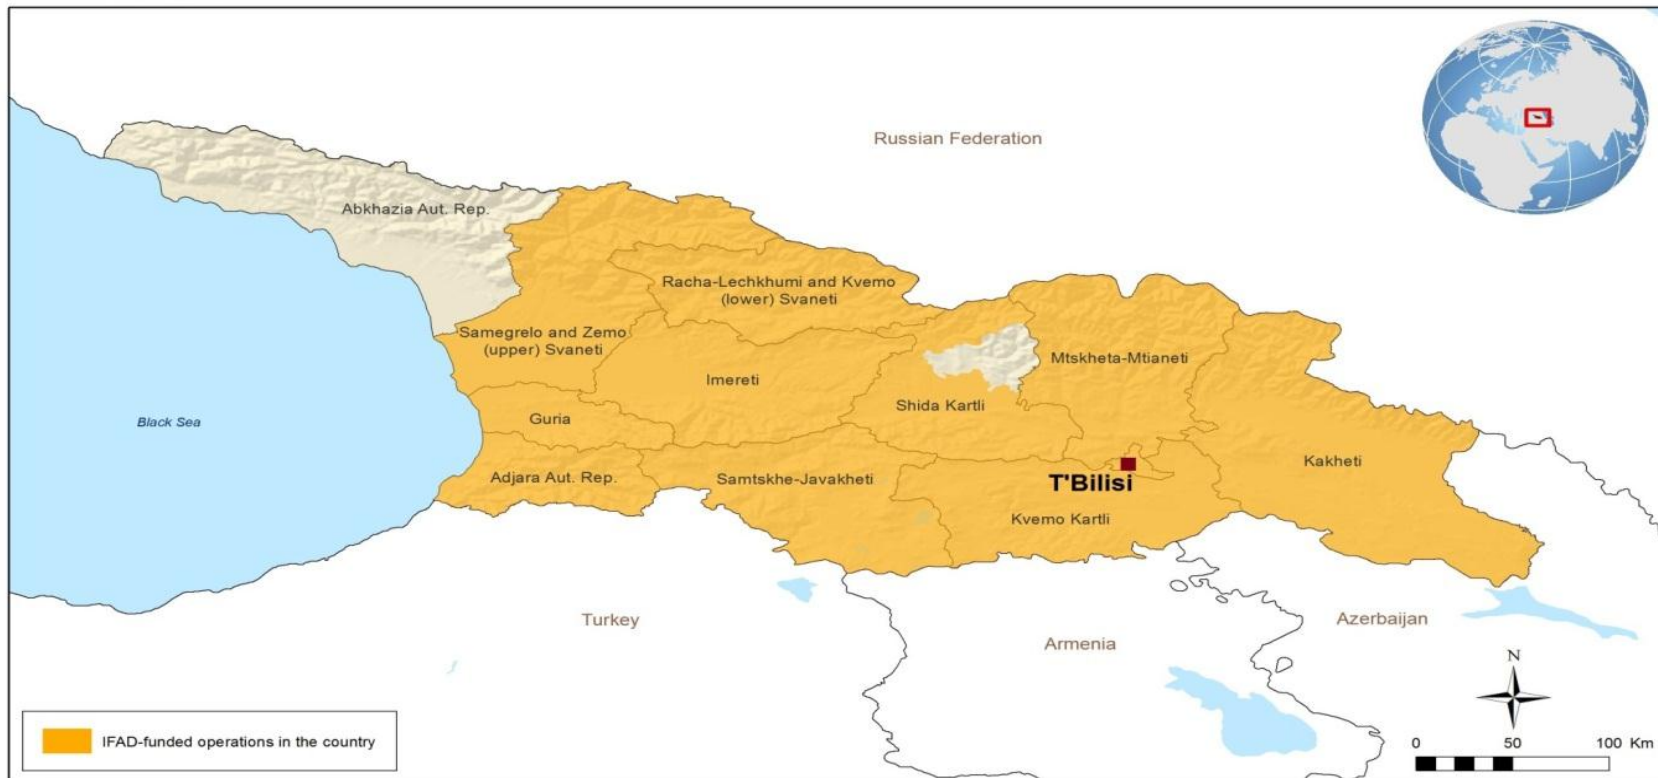 Russian Federation
Abkhazia Aut. Rep.
Racha-Lechkhumi and Kvemo
(lower) Svaneti
Samegrelo and Zemo
(upper) Svaneti
Mtskheta-Mtianeti
Imereti
Shida Kartli
Guria
Black Sea
Kakheti
Adjara Aut. Rep.
Samtskhe-Javakheti
T'Bilisi
Kvemo Kartli
Turkey
Azerbaijan
Armenia
N
IFAD-funded operations in the country
0 50 100 Km